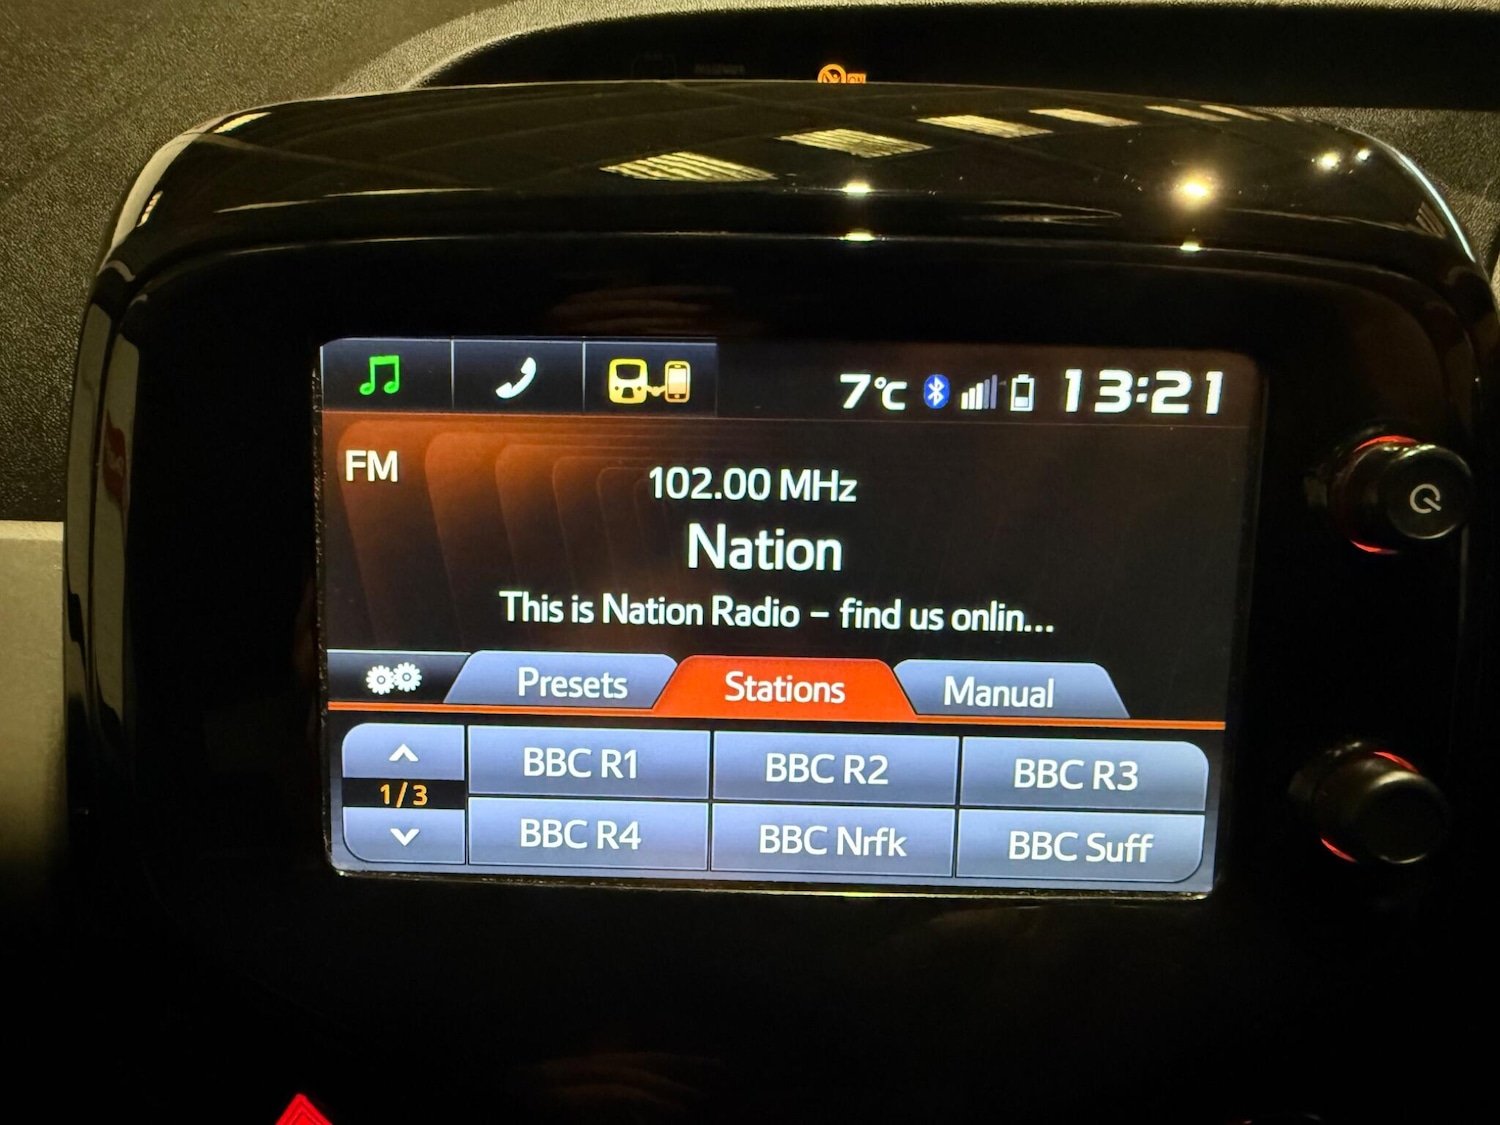 ON
7°C 13:21
FM
102.00 MHz
Nation
This is Nation Radio – find us onlin...
Presets Stations Manual
BBC R1 BBC R2 BBC R3
1/3
BBC R4 BBC Nrfk BBC Suff